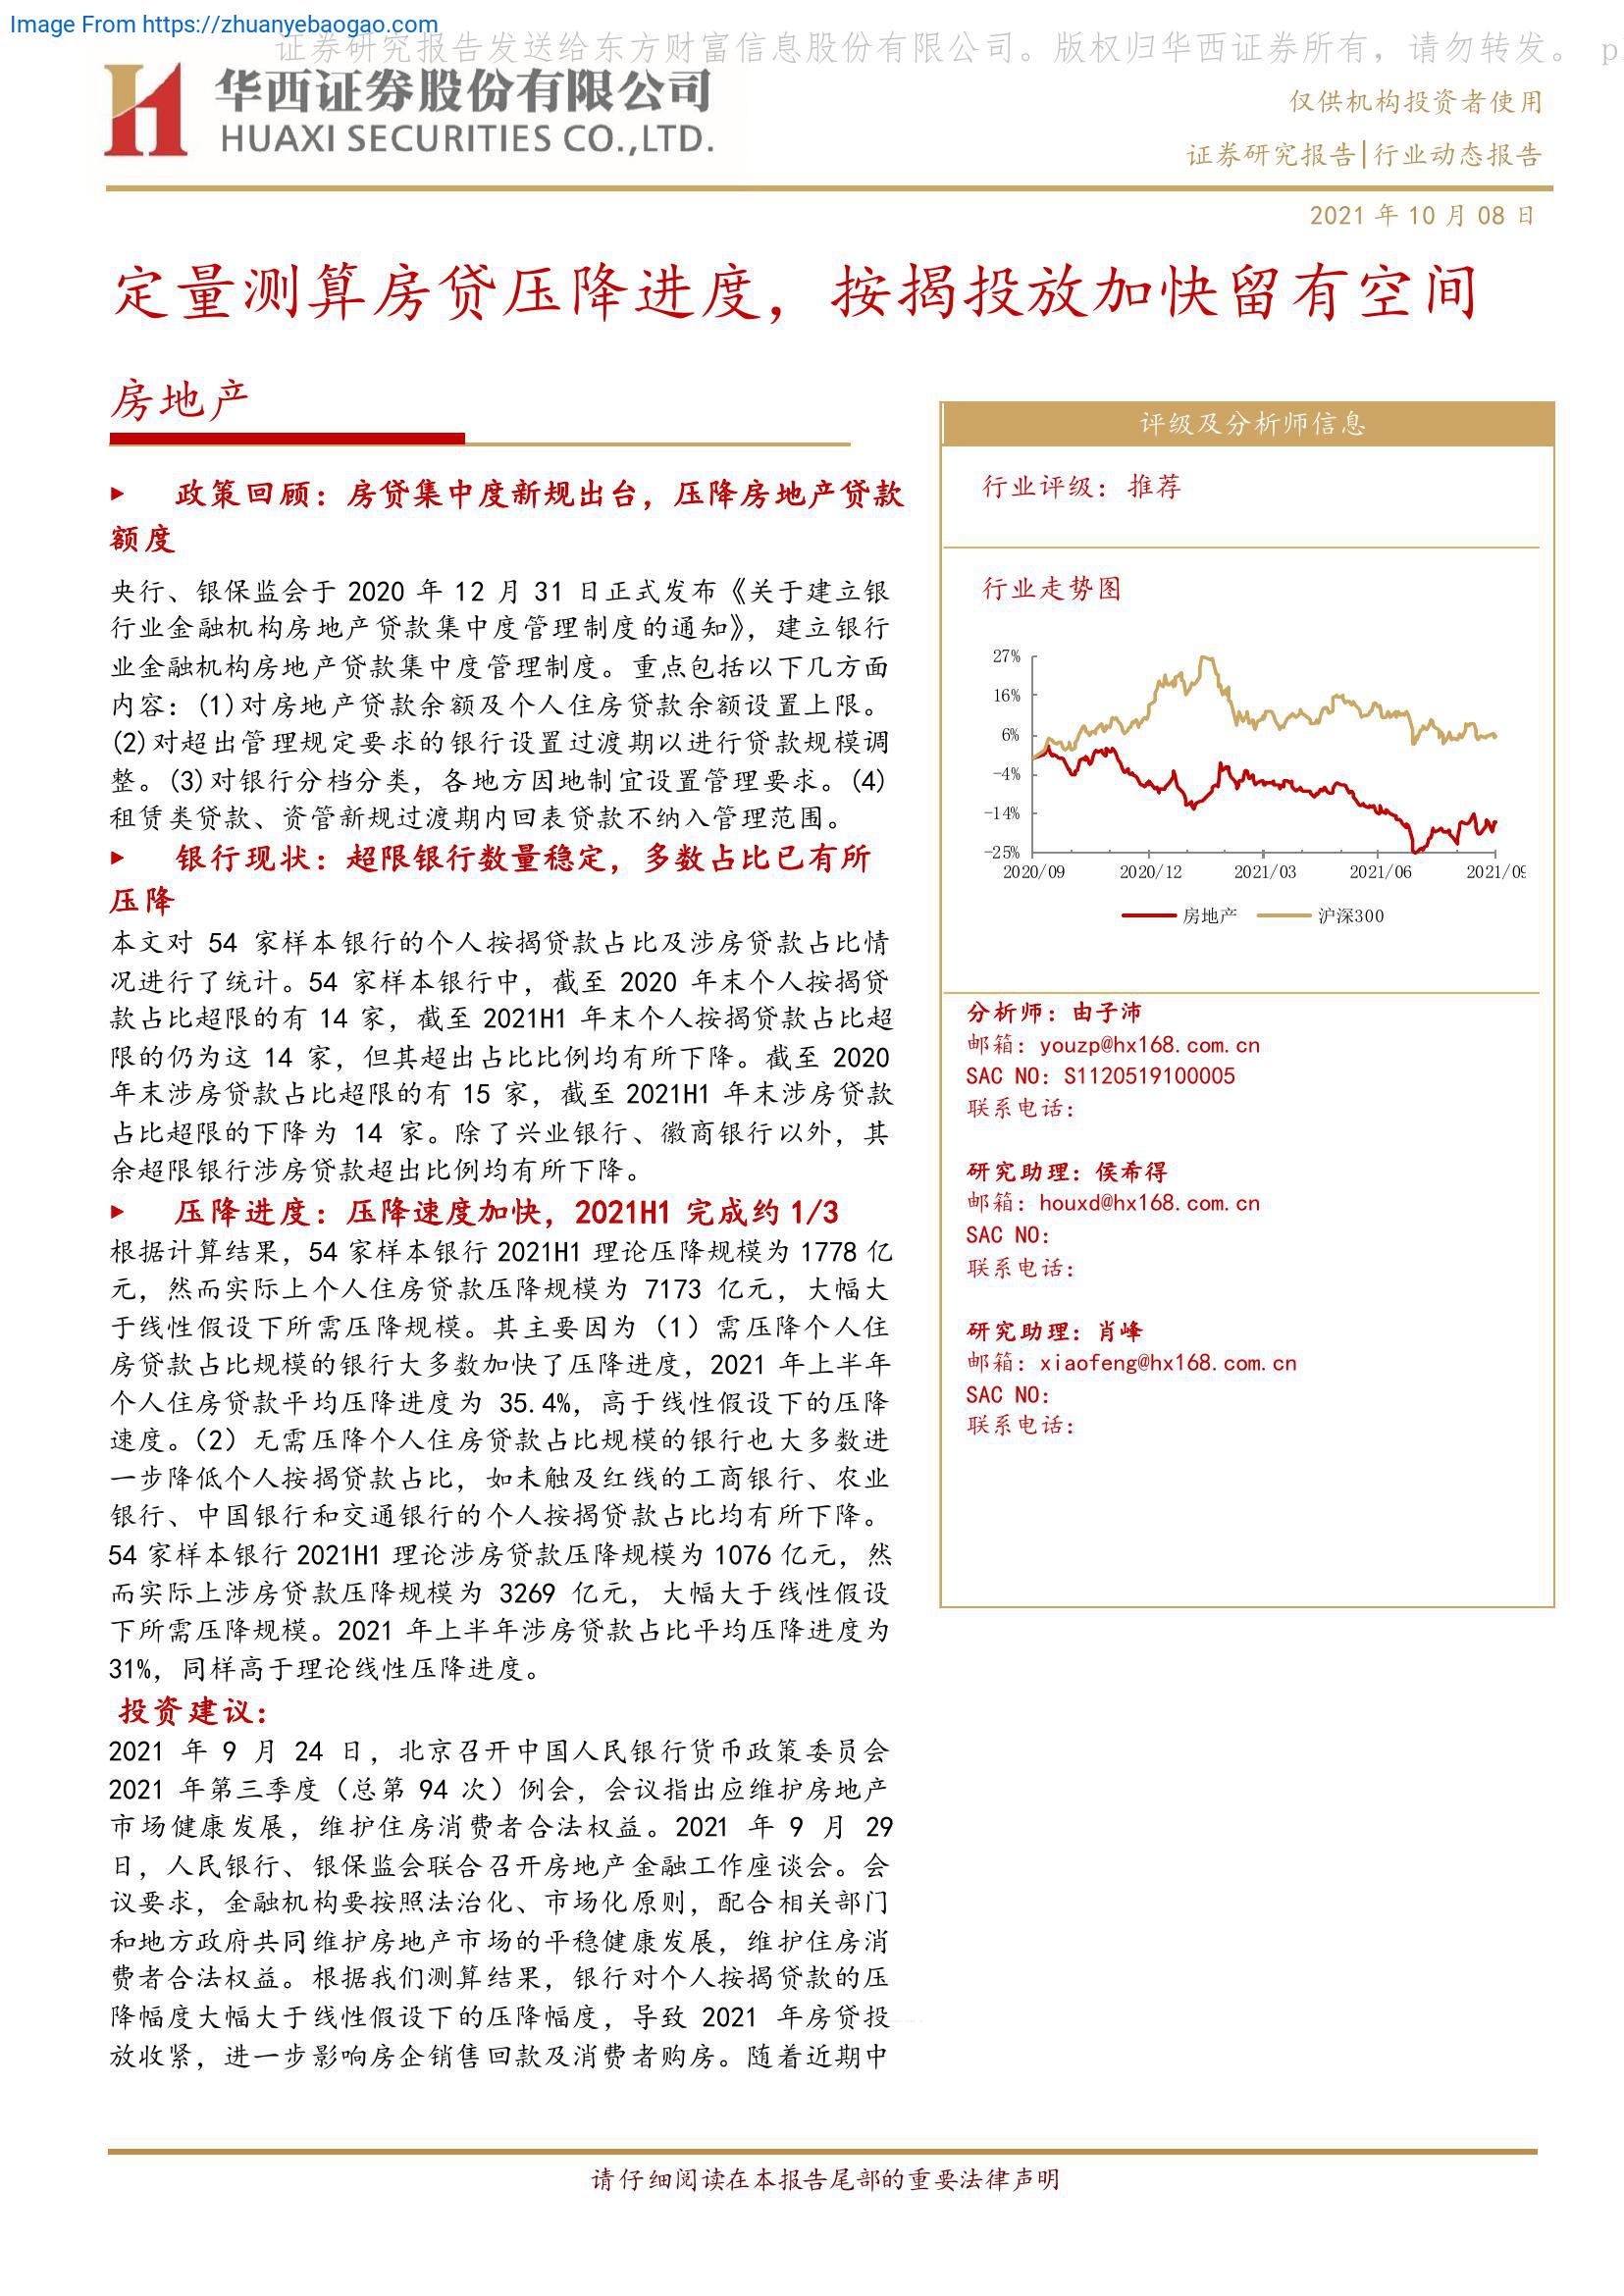 Image From https://zhuanyebaogao.com
证券研究报告发送给东方财富信息股份有限公司。版权归华西证券所有，请勿转发。 p
华西证券股份有限公司
HUAXI SECURITIES CO.,LTD.
仅供机构投资者使用
证券研究报告|行业动态报告
2021 年 10 月 08 日
定量测算房贷压降进度，按揭投放加快留有空间
房地产
政策回顾：房贷集中度新规出台，压降房地产贷款
额度
央行、银保监会于 2020 年 12 月 31 日正式发布《关于建立银
行业金融机构房地产贷款集中度管理制度的通知》，建立银行
业金融机构房地产贷款集中度管理制度。重点包括以下几方面
内容：(1)对房地产贷款余额及个人住房贷款余额设置上限。
(2)对超出管理规定要求的银行设置过渡期以进行贷款规模调
整。(3)对银行分档分类，各地方因地制宜设置管理要求。(4)
租赁类贷款、资管新规过渡期内回表贷款不纳入管理范围。
银行现状：超限银行数量稳定，多数占比已有所
压降
本文对 54 家样本银行的个人按揭贷款占比及涉房贷款占比情
况进行了统计。54 家样本银行中，截至 2020 年末个人按揭贷
款占比超限的有 14 家，截至 2021H1 年末个人按揭贷款占比超
限的仍为这 14 家，但其超出占比比例均有所下降。截至 2020
年末涉房贷款占比超限的有 15 家，截至 2021H1 年末涉房贷款
占比超限的下降为 14 家。除了兴业银行、徽商银行以外，其
余超限银行涉房贷款超出比例均有所下降。
压降进度：压降速度加快，2021H1 完成约 1/3
根据计算结果，54 家样本银行 2021H1 理论压降规模为 1778 亿
元，然而实际上个人住房贷款压降规模为 7173 亿元，大幅大
于线性假设下所需压降规模。其主要因为（1）需压降个人住
房贷款占比规模的银行大多数加快了压降进度，2021 年上半年
个人住房贷款平均压降进度为 35.4%，高于线性假设下的压降
速度。（2）无需压降个人住房贷款占比规模的银行也大多数进
一步降低个人按揭贷款占比，如未触及红线的工商银行、农业
银行、中国银行和交通银行的个人按揭贷款占比均有所下降。
54 家样本银行 2021H1 理论涉房贷款压降规模为 1076 亿元，然
而实际上涉房贷款压降规模为 3269 亿元，大幅大于线性假设
下所需压降规模。2021 年上半年涉房贷款占比平均压降进度为
31%，同样高于理论线性压降进度。
投资建议：
2021 年 9 月 24 日，北京召开中国人民银行货币政策委员会
2021 年第三季度（总第 94 次）例会，会议指出应维护房地产
市场健康发展，维护住房消费者合法权益。2021 年 9 月 29
日，人民银行、银保监会联合召开房地产金融工作座谈会。会
议要求，金融机构要按照法治化、市场化原则，配合相关部门
和地方政府共同维护房地产市场的平稳健康发展，维护住房消
费者合法权益。根据我们测算结果，银行对个人按揭贷款的压
降幅度大幅大于线性假设下的压降幅度，导致 2021 年房贷投
放收紧，进一步影响房企销售回款及消费者购房。随着近期中
评级及分析师信息
行业评级：推荐
行业走势图
27%
16%
6%
-4%
-14%
-25%
2020/09 2020/12 2021/03 2021/06 2021/09
房地产 沪深300
分析师：由子沛
邮箱：youzp@hx168.com.cn
SAC NO：S1120519100005
联系电话：
研究助理：侯希得
邮箱：houxd@hx168.com.cn
SAC NO：
联系电话：
研究助理：肖峰
邮箱：xiaofeng@hx168.com.cn
SAC NO：
联系电话：
请仔细阅读在本报告尾部的重要法律声明